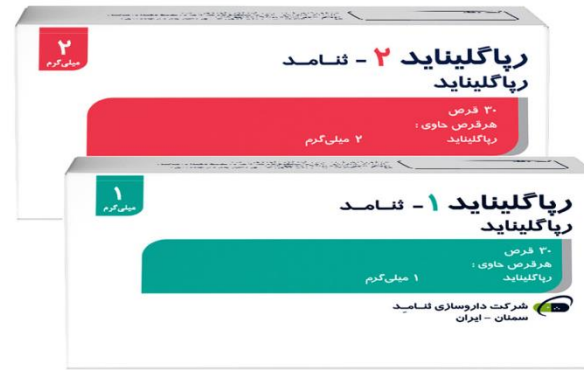 رپاگلیناید ۲ - ثنامد
رپاگلیناید
۲
میلی‌گرم
۳۰ قرص
هرقرص حاوی :
رپاگلیناید ۲ میلی‌گرم
رپاگلیناید ۱ - ثنامد
رپاگلیناید
۱
میلی‌گرم
۳۰ قرص
هرقرص حاوی :
رپاگلیناید ۱ میلی‌گرم
شرکت داروسازی ثنامید
سمنان - ایران